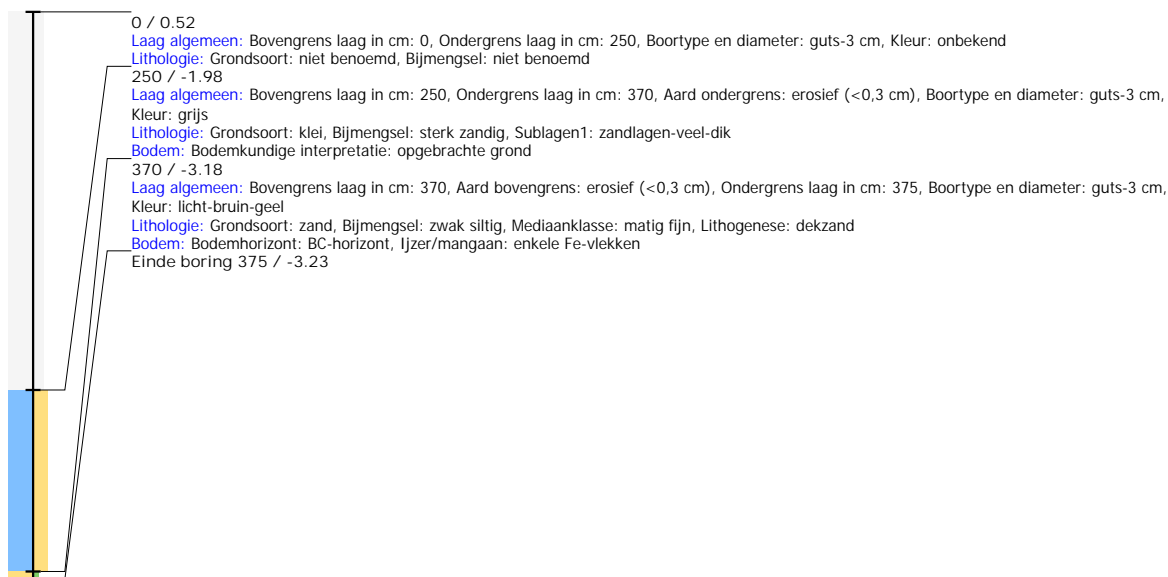 0 / 0.52
Laag algemeen: Bovengrens laag in cm: 0, Ondergrens laag in cm: 250, Boortype en diameter: guts-3 cm, Kleur: onbekend
Lithologie: Grondsoort: niet benoemd, Bijmengsel: niet benoemd
250 / -1.98
Laag algemeen: Bovengrens laag in cm: 250, Ondergrens laag in cm: 370, Aard ondergrens: erosief (<0,3 cm), Boortype en diameter: guts-3 cm,
Kleur: grijs
Lithologie: Grondsoort: klei, Bijmengsel: sterk zandig, Sublagen1: zandlagen-veel-dik
Bodem: Bodemkundige interpretatie: opgebrachte grond
370 / -3.18
Laag algemeen: Bovengrens laag in cm: 370, Aard bovengrens: erosief (<0,3 cm), Ondergrens laag in cm: 375, Boortype en diameter: guts-3 cm,
Kleur: licht-bruin-geel
Lithologie: Grondsoort: zand, Bijmengsel: zwak siltig, Mediaanklasse: matig fijn, Lithogenese: dekzand
Bodem: Bodemhorizont: BC-horizont, Ijzer/mangaan: enkele Fe-vlekken
Einde boring 375 / -3.23